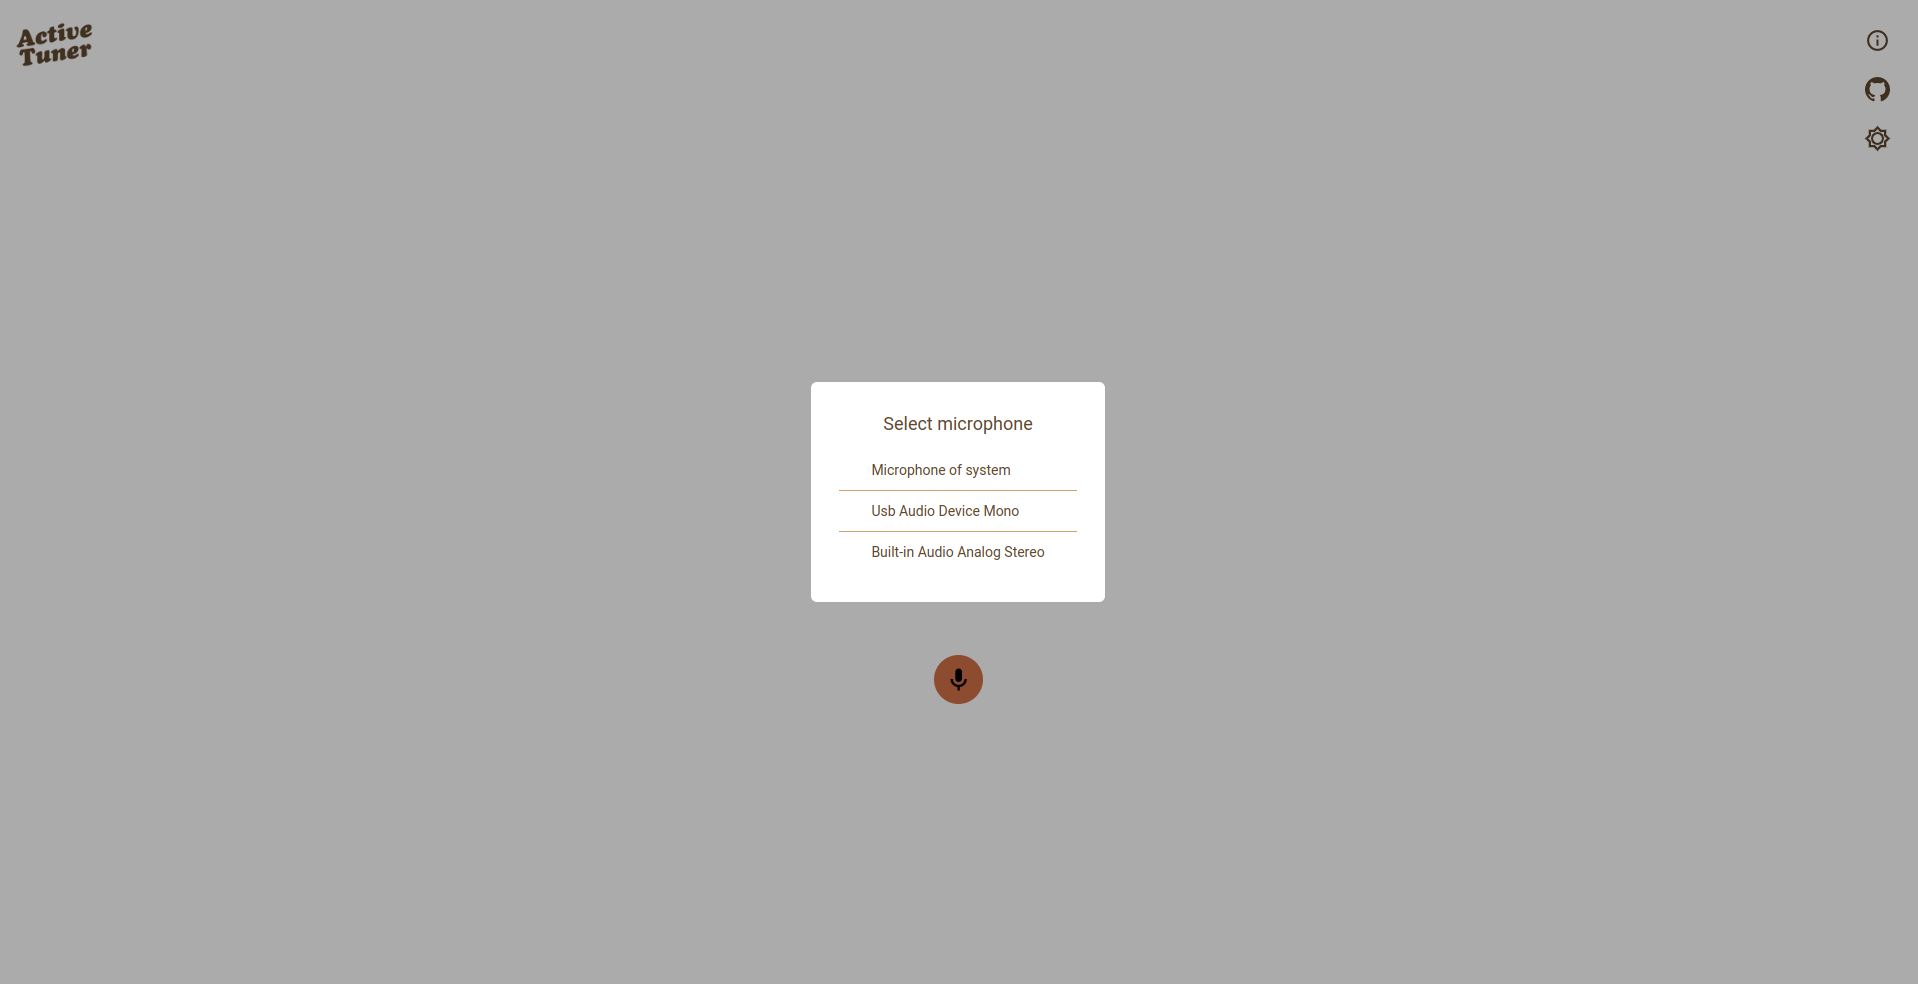 Active
Tuner
Select microphone
Microphone of system
Usb Audio Device Mono
Built-in Audio Analog Stereo